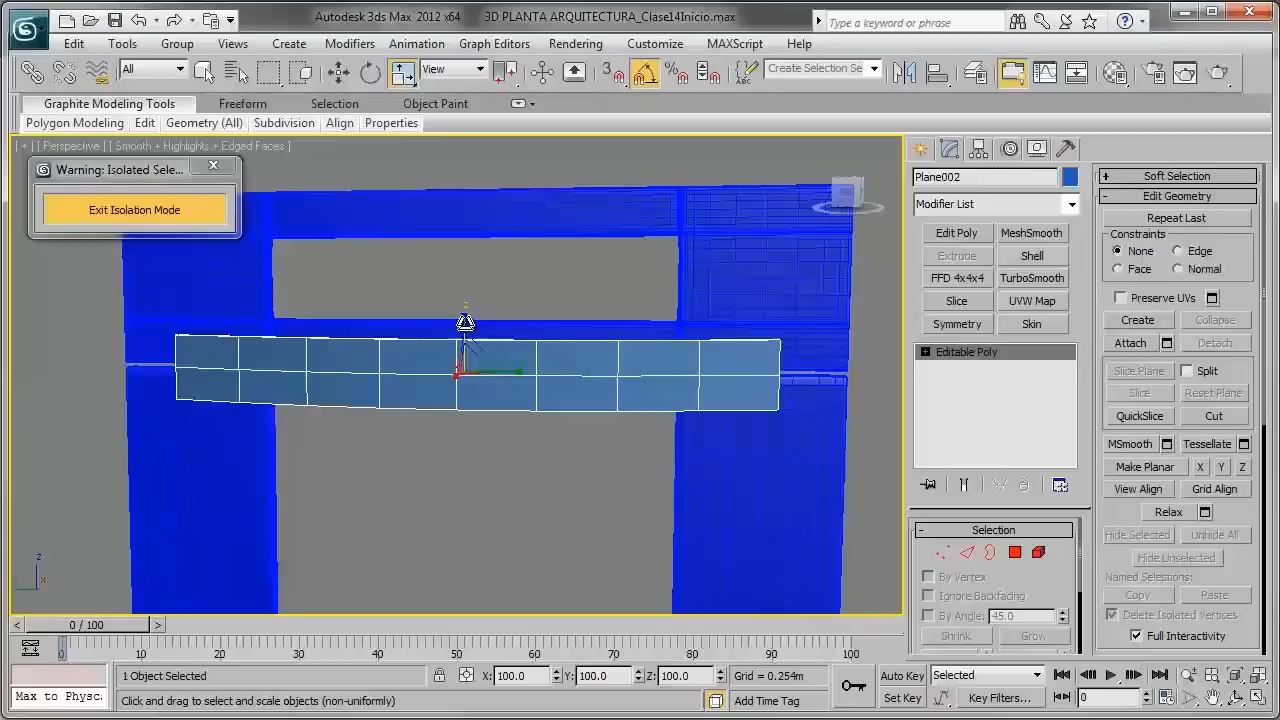 Autodesk 3ds Max 2012 x64 3D PLANTA ARQUITECTURA_Clase14Inicio.max
Type a keyword or phrase
Edit Tools Group Views Create Modifiers Animation Graph Editors Rendering Customize MAXScript Help
All View 3 Create Selection Se
Graphite Modeling Tools Freeform Selection Object Paint
Polygon Modeling Edit Geometry (All) Subdivision Align Properties
[ + ] [ Perspective ] [ Smooth + Highlights + Edged Faces ]
Warning: Isolated Sele...
Exit Isolation Mode
z
z
x
Plane002
Modifier List
Edit Poly MeshSmooth
Extrude Shell
FFD 4x4x4 TurboSmooth
Slice UVW Map
Symmetry Skin
Editable Poly
- Selection
By Vertex
Ignore Backfacing
By Angle: 45.0
Shrink Grow
+ Soft Selection
- Edit Geometry
Repeat Last
Constraints
None Edge
Face Normal
Preserve UVs
Create Collapse
Attach Detach
Slice Plane Split
Slice Reset Plane
QuickSlice Cut
MSmooth Tessellate
Make Planar X Y Z
View Align Grid Align
Relax
Hide Selected Unhide All
Hide Unselected
Named Selections:
Copy Paste
Delete Isolated Vertices
Full Interactivity
< 0 / 100 >
0 10 20 30 40 50 60 70 80 90 100
1 Object Selected X: 100.0 Y: 100.0 Z: 100.0 Grid = 0.254m Auto Key Selected
Max to Physc Click and drag to select and scale objects (non-uniformly) Add Time Tag Set Key Key Filters... 0